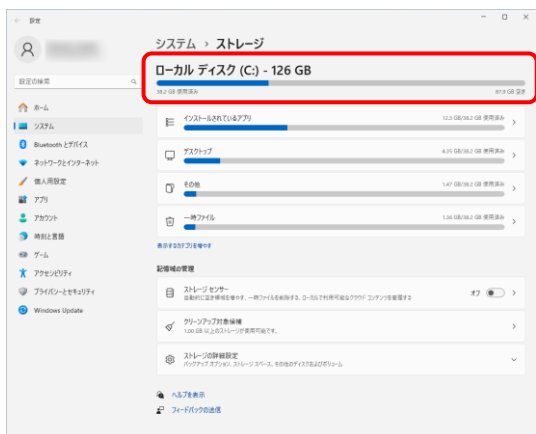 設定
システム > ストレージ
ローカル ディスク (C:) - 126 GB
38.2 GB 使用済み
87.9 GB 空き
設定の検索
ホーム
システム
Bluetooth とデバイス
ネットワークとインターネット
個人用設定
アプリ
アカウント
時刻と言語
ゲーム
アクセシビリティ
プライバシーとセキュリティ
Windows Update
インストールされているアプリ
12.3 GB/38.2 GB 使用済み
デスクトップ
4.35 GB/38.2 GB 使用済み
その他
1.47 GB/38.2 GB 使用済み
一時ファイル
1.36 GB/38.2 GB 使用済み
表示するカテゴリを増やす
記憶域の管理
ストレージ センサー
自動的に空き領域を増やす、一時ファイルを削除する、ローカルで利用可能なクラウド コンテンツを管理する
オフ
クリーンアップ対象候補
1.00 GB 以上のストレージが使用可能です。
ストレージの詳細設定
バックアップ オプション、ストレージ スペース、その他のディスクおよびボリューム
ヘルプを表示
フィードバックの送信